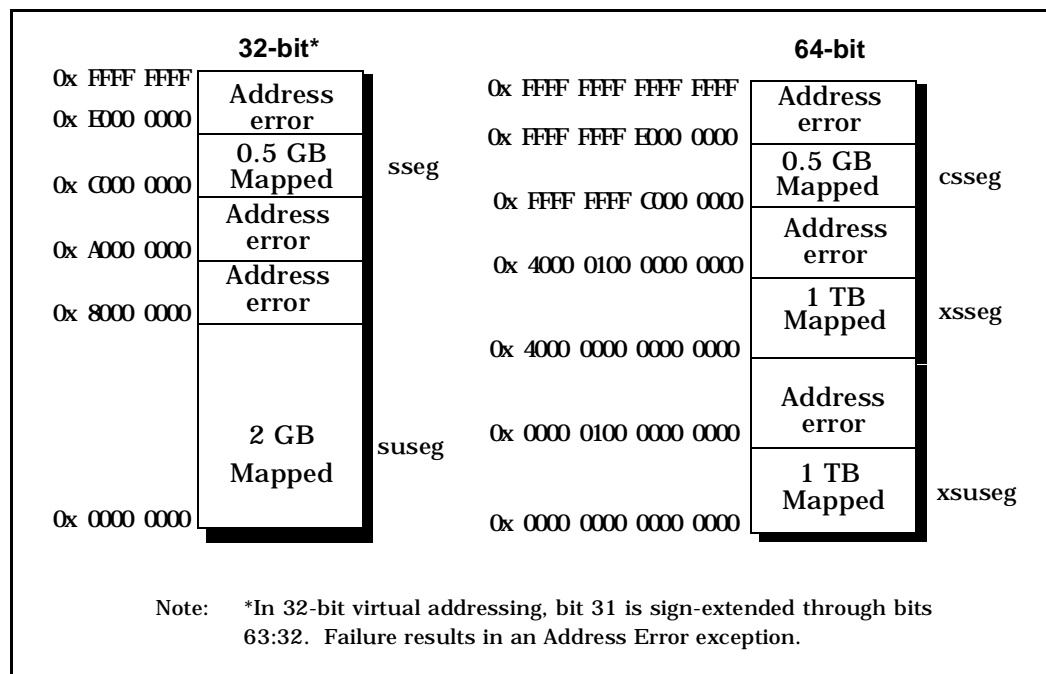 32-bit*
0x FFFF FFFF
Address
error
0x E000 0000
0.5 GB
Mapped
sseg
0x C000 0000
Address
error
0x A000 0000
Address
error
0x 8000 0000
2 GB
Mapped
suseg
0x 0000 0000
64-bit
0x FFFF FFFF FFFF FFFF
Address
error
0x FFFF FFFF E000 0000
0.5 GB
Mapped
csseg
0x FFFF FFFF C000 0000
Address
error
0x 4000 0100 0000 0000
1 TB
Mapped
xsseg
0x 4000 0000 0000 0000
Address
error
0x 0000 0100 0000 0000
1 TB
Mapped
xsuseg
0x 0000 0000 0000 0000
Note: *In 32-bit virtual addressing, bit 31 is sign-extended through bits
63:32. Failure results in an Address Error exception.